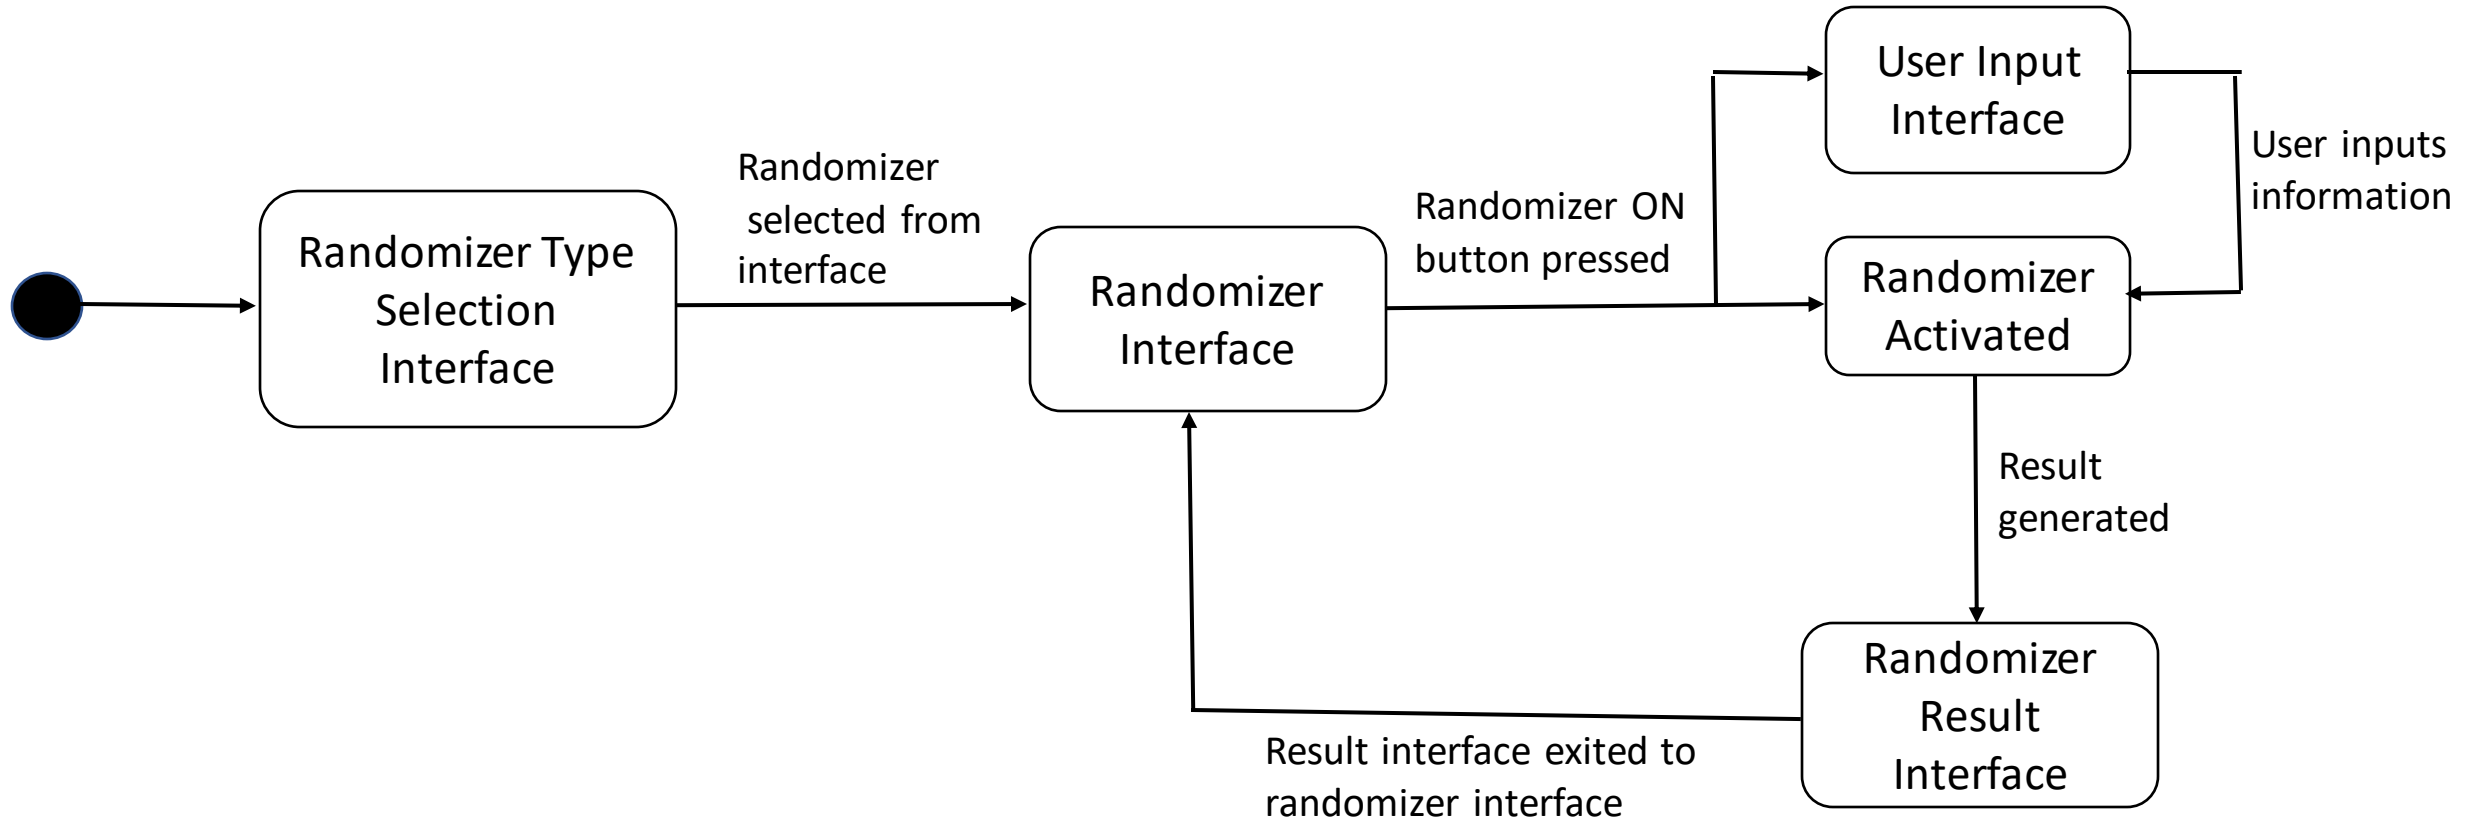 User Input
Interface
User inputs
information
Randomizer
selected from
interface
Randomizer ON
button pressed
Randomizer Type
Selection
Interface
Randomizer
Interface
Randomizer
Activated
Result
generated
Randomizer
Result
Interface
Result interface exited to
randomizer interface